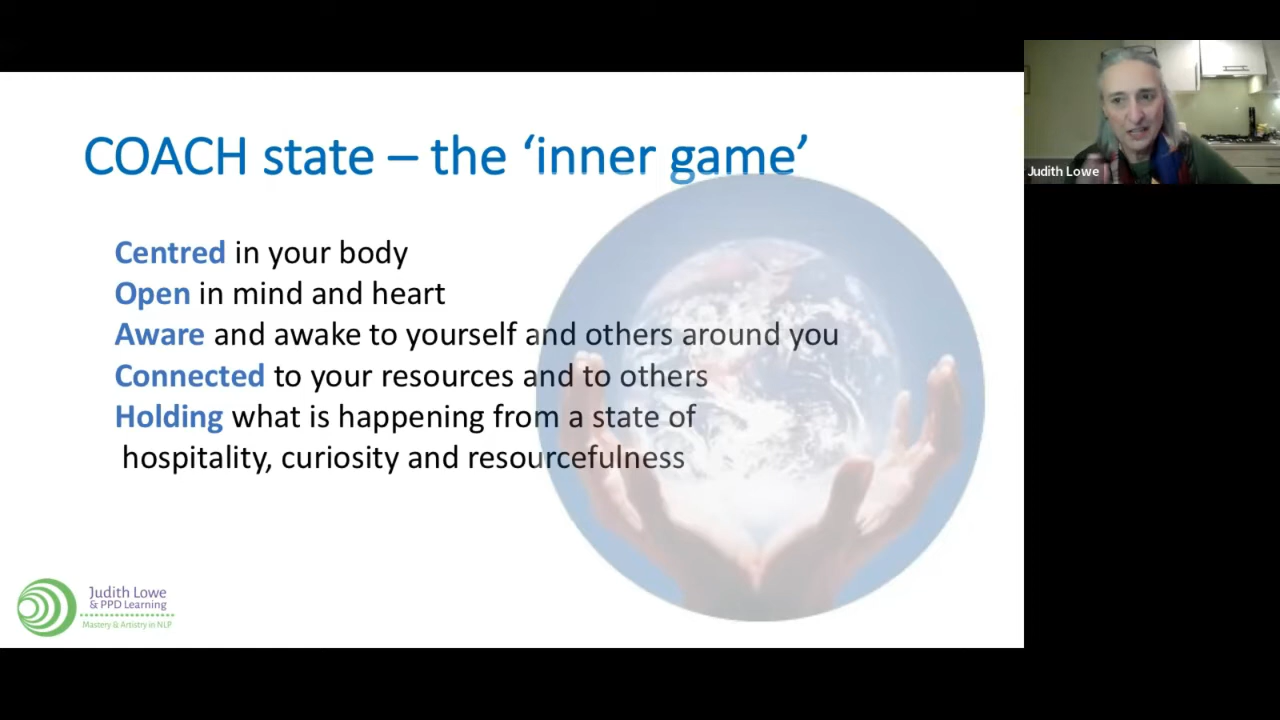 COACH state – the ‘inner game’
Centred in your body
Open in mind and heart
Aware and awake to yourself and others around you
Connected to your resources and to others
Holding what is happening from a state of
hospitality, curiosity and resourcefulness
Judith Lowe
& PPD Learning
Mastery & Artistry in NLP
Judith Lowe